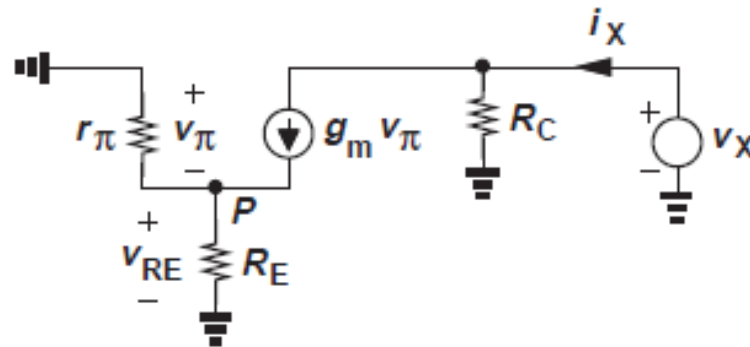 i_X
+
r_π v_π g_m v_π R_C + v_X
− −
P
+
v_RE R_E
−